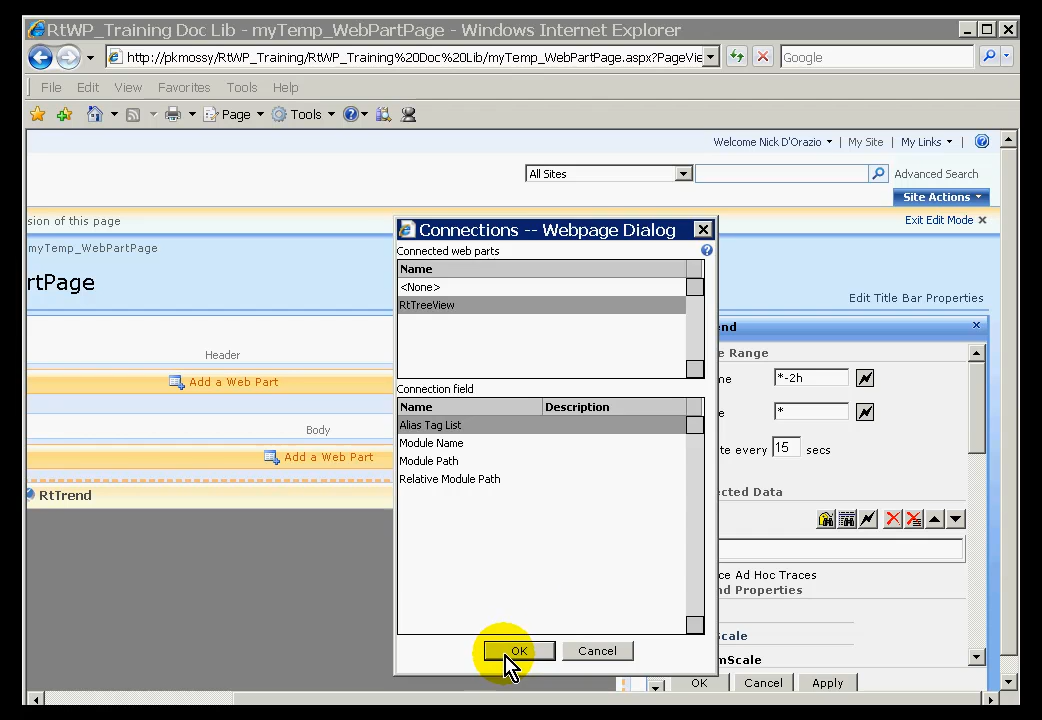 RtWP_Training Doc Lib - myTemp_WebPartPage - Windows Internet Explorer
http://pkmossy/RtWP_Training/RtWP_Training%20Doc%20Lib/myTemp_WebPartPage.aspx?PageVie
Google
File Edit View Favorites Tools Help
Page Tools
Welcome Nick D'Orazio | My Site | My Links |
All Sites
Advanced Search
Site Actions
sion of this page
Exit Edit Mode
myTemp_WebPartPage
rtPage
Edit Title Bar Properties
Header
Add a Web Part
Body
Add a Web Part
RtTrend
Connections -- Webpage Dialog
Connected web parts
Name
<None>
RtTreeView
Connection field
Name Description
Alias Tag List
Module Name
Module Path
Relative Module Path
OK Cancel
nd
e Range
me *-2h
e *
te every 15 secs
cted Data
ce Ad Hoc Traces
nd Properties
cale
mScale
OK Cancel Apply